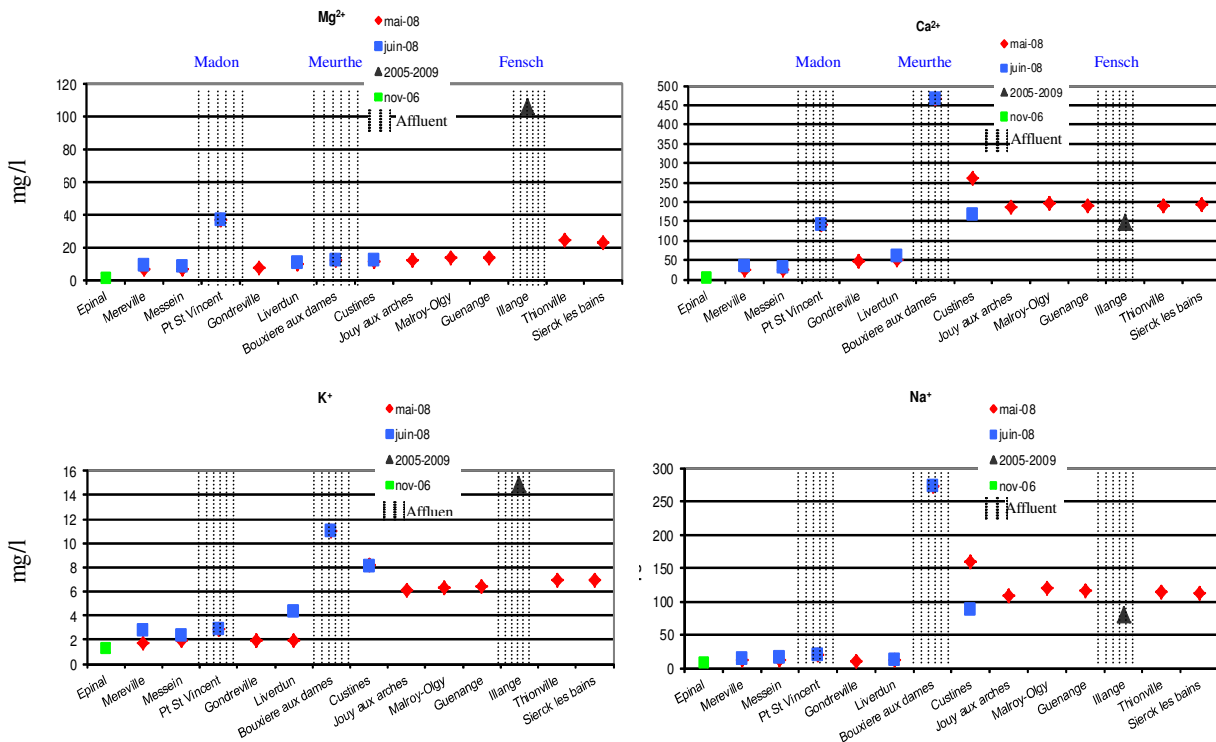 Mg²⁺
mai-08
juin-08
2005-2009
nov-06
Affluent
Madon
Meurthe
Fensch
mg/l
120
100
80
60
40
20
0
Epinal
Mereville
Messein
Pt St Vincent
Gondreville
Liverdun
Bouxiere aux dames
Custines
Jouy aux arches
Malroy-Olgy
Guenange
Illange
Thionville
Sierck les bains
Ca²⁺
mai-08
juin-08
2005-2009
nov-06
Affluent
Madon
Meurthe
Fensch
500
450
400
350
300
250
200
150
100
50
0
Epinal
Mereville
Messein
Pt St Vincent
Gondreville
Liverdun
Bouxiere aux dames
Custines
Jouy aux arches
Malroy-Olgy
Guenange
Illange
Thionville
Sierck les bains
K⁺
mai-08
juin-08
2005-2009
nov-06
Affluen
mg/l
16
14
12
10
8
6
4
2
0
Epinal
Mereville
Messein
Pt St Vincent
Gondreville
Liverdun
Bouxiere aux dames
Custines
Jouy aux arches
Malroy-Olgy
Guenange
Illange
Thionville
Sierck les bains
Na⁺
mai-08
juin-08
2005-2009
nov-06
Affluent
300
250
200
150
100
50
0
Epinal
Mereville
Messein
Pt St Vincent
Gondreville
Liverdun
Bouxiere aux dames
Custines
Jouy aux arches
Malroy-Olgy
Guenange
Illange
Thionville
Sierck les bains